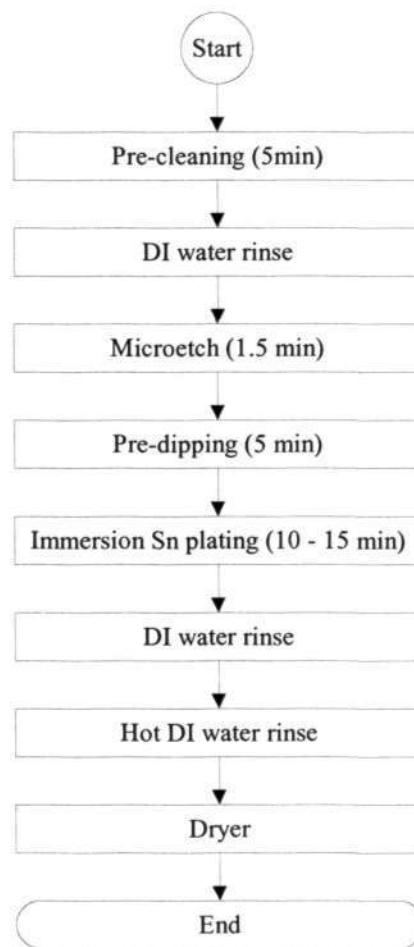 Start
Pre-cleaning (5min)
DI water rinse
Microetch (1.5 min)
Pre-dipping (5 min)
Immersion Sn plating (10 - 15 min)
DI water rinse
Hot DI water rinse
Dryer
End